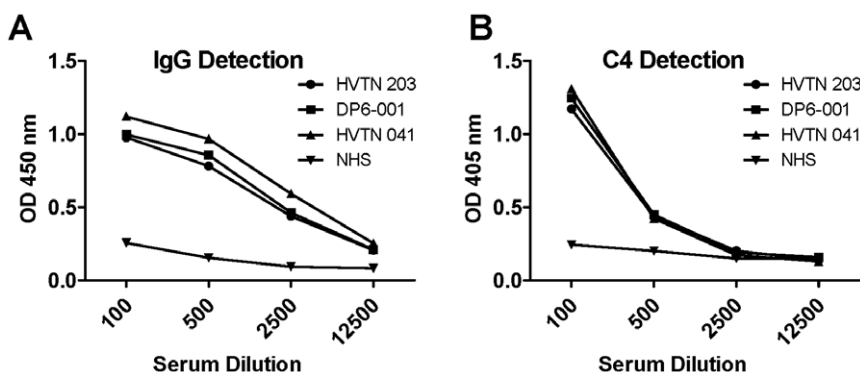 A
IgG Detection
OD 450 nm
1.5
1.0
0.5
0.0
HVTN 203
DP6-001
HVTN 041
NHS
100
500
2500
12500
Serum Dilution
B
C4 Detection
OD 405 nm
1.5
1.0
0.5
0.0
HVTN 203
DP6-001
HVTN 041
NHS
100
500
2500
12500
Serum Dilution